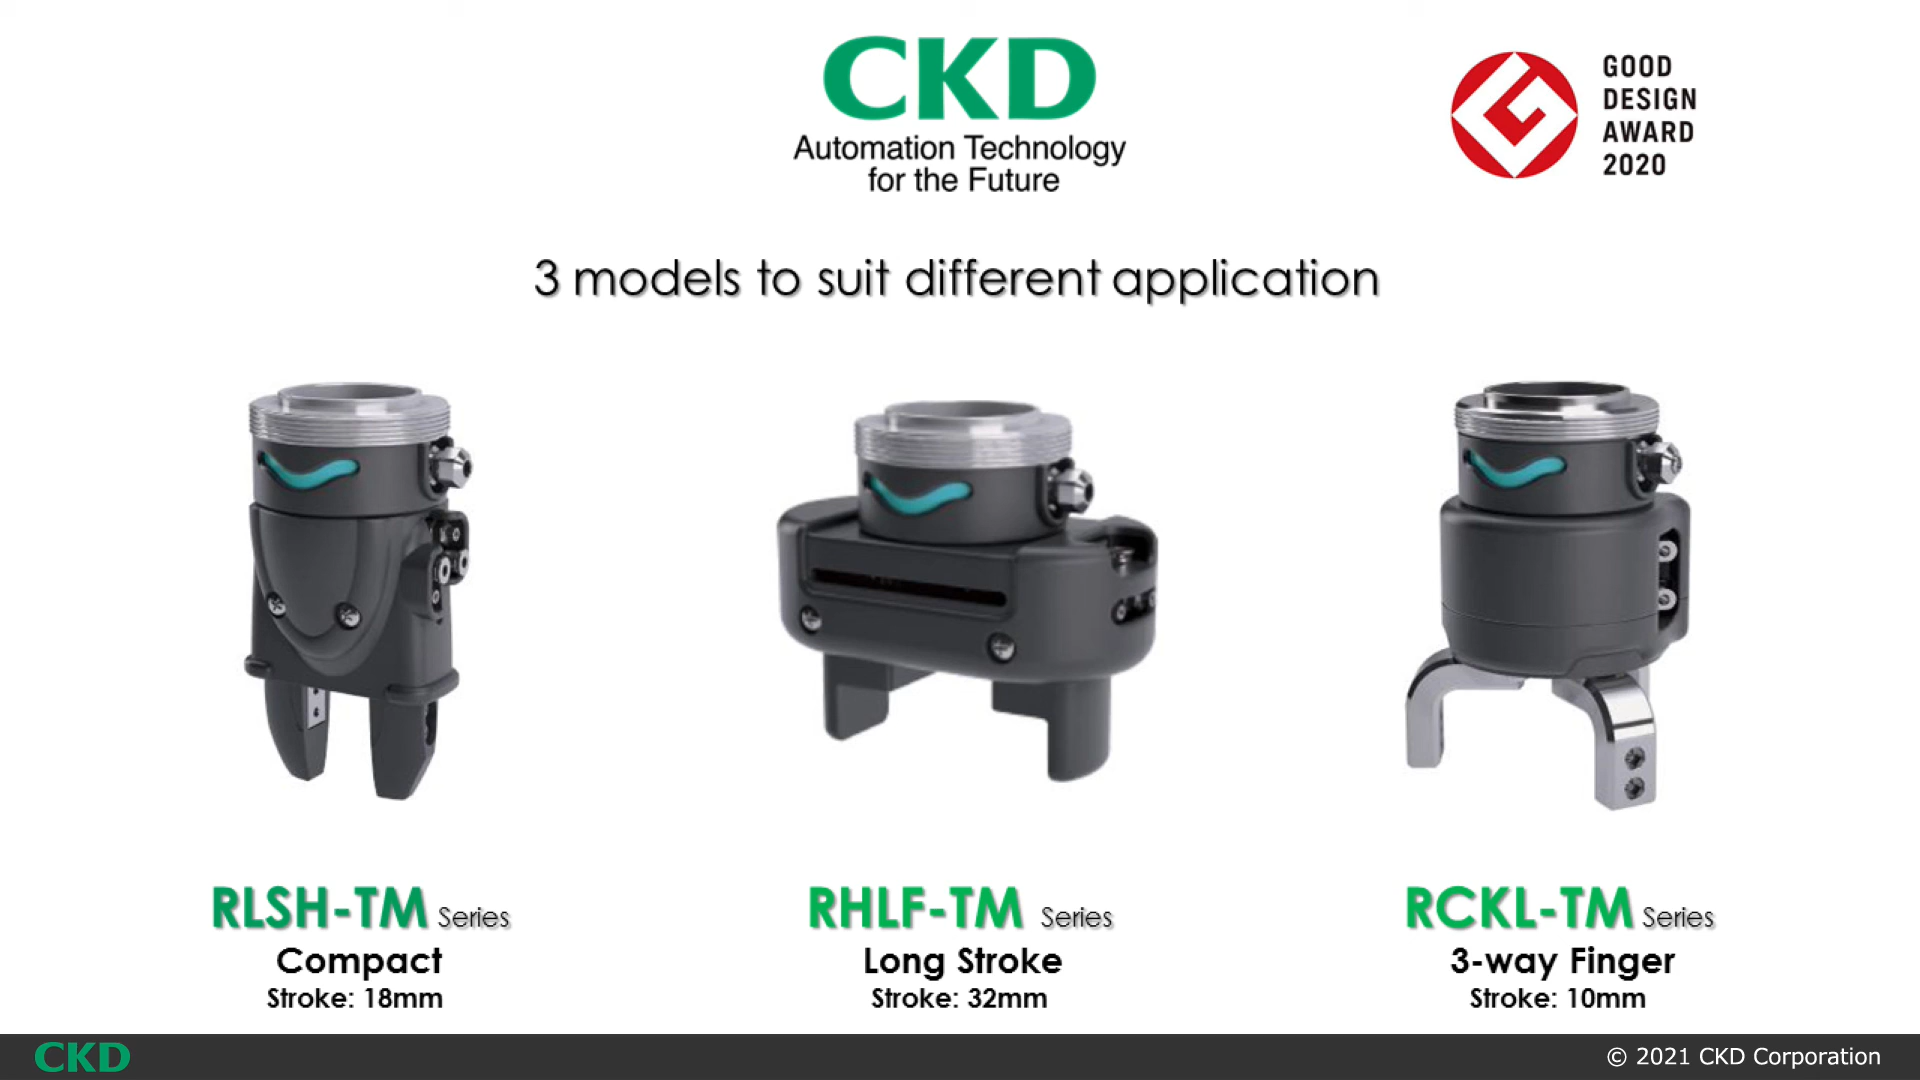 CKD
Automation Technology
for the Future
GOOD
DESIGN
AWARD
2020
3 models to suit different application
RLSH-TM Series
Compact
Stroke: 18mm
RHLF-TM Series
Long Stroke
Stroke: 32mm
RCKL-TM Series
3-way Finger
Stroke: 10mm
CKD
© 2021 CKD Corporation